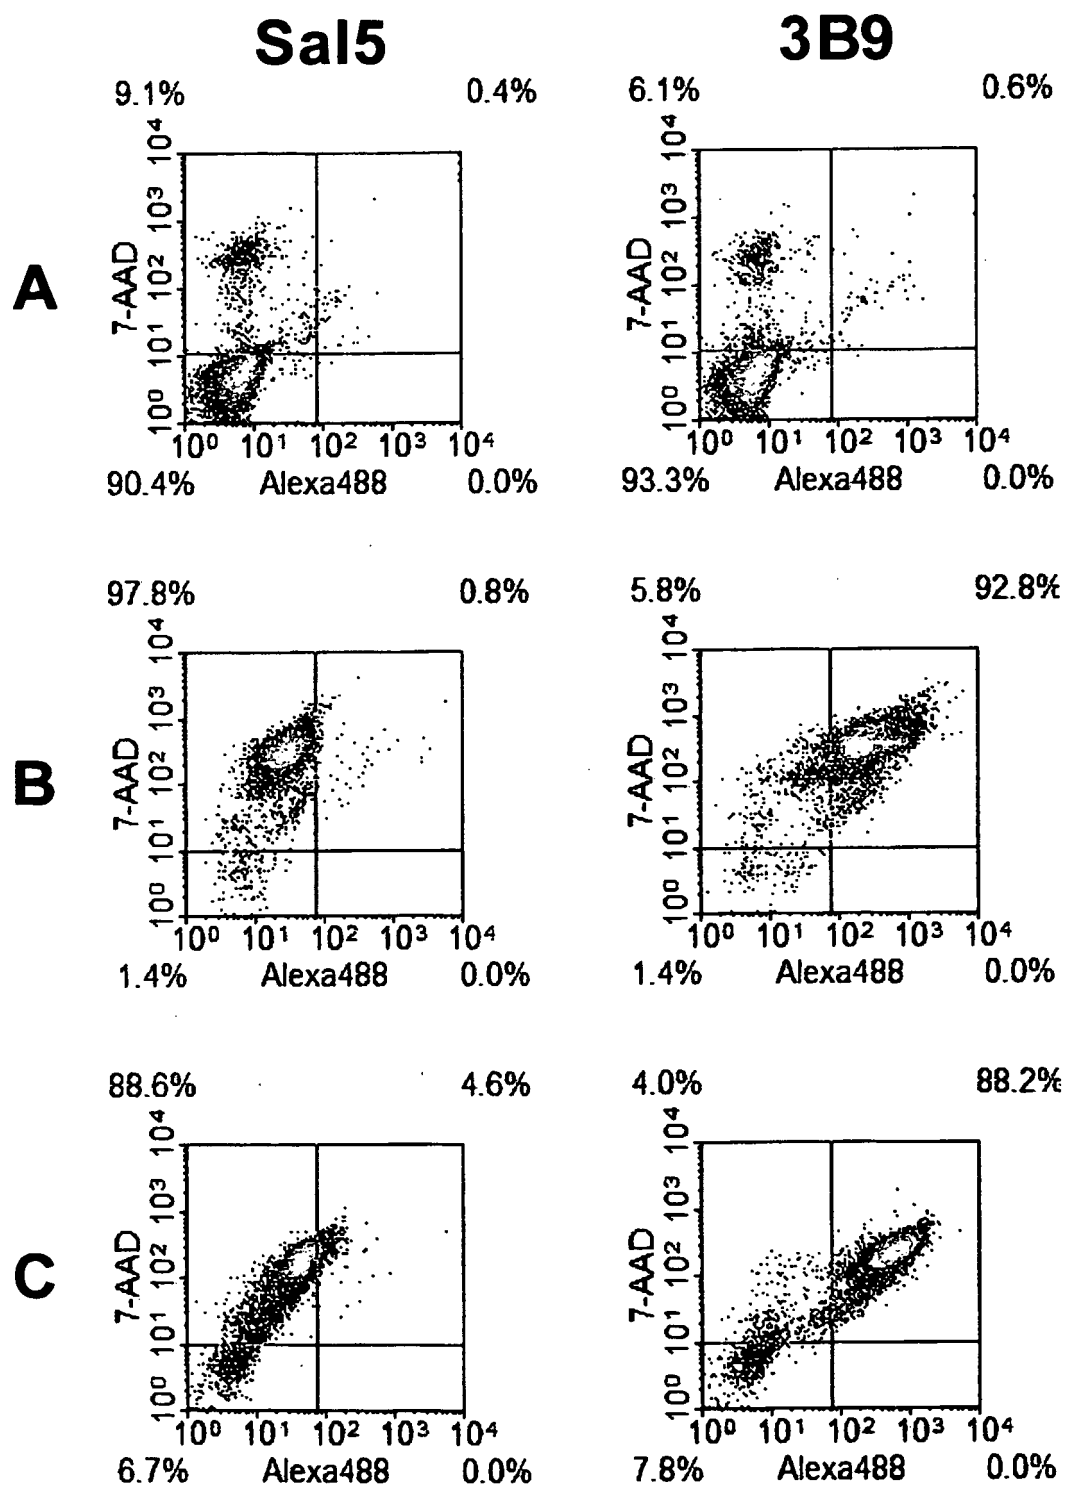 Sal5 3B9
9.1% 0.4% 6.1% 0.6%
A
7-AAD
10⁴
10³
10²
10¹
10⁰
10⁰ 10¹ 10² 10³ 10⁴
90.4% Alexa488 0.0%
7-AAD
10⁴
10³
10²
10¹
10⁰
10⁰ 10¹ 10² 10³ 10⁴
93.3% Alexa488 0.0%
97.8% 0.8% 5.8% 92.8%
B
7-AAD
10⁴
10³
10²
10¹
10⁰
10⁰ 10¹ 10² 10³ 10⁴
1.4% Alexa488 0.0%
7-AAD
10⁴
10³
10²
10¹
10⁰
10⁰ 10¹ 10² 10³ 10⁴
1.4% Alexa488 0.0%
88.6% 4.6% 4.0% 88.2%
C
7-AAD
10⁴
10³
10²
10¹
10⁰
10⁰ 10¹ 10² 10³ 10⁴
6.7% Alexa488 0.0%
7-AAD
10⁴
10³
10²
10¹
10⁰
10⁰ 10¹ 10² 10³ 10⁴
7.8% Alexa488 0.0%